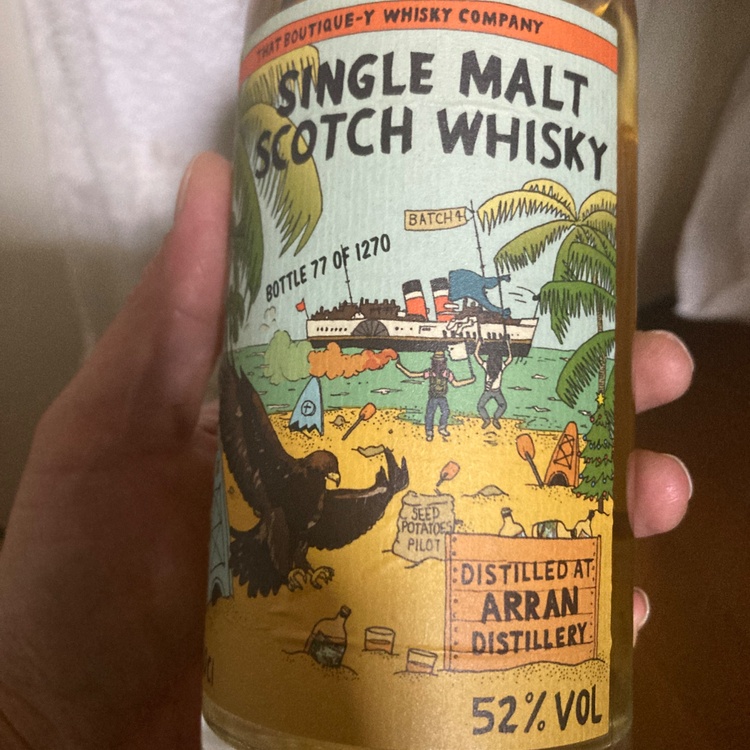 THAT BOUTIQUE-Y WHISKY COMPANY
SINGLE MALT
SCOTCH WHISKY
BATCH 4
BOTTLE 77 OF 1270
SEED
POTATOES
PILOT
DISTILLED AT
ARRAN
DISTILLERY
52% VOL